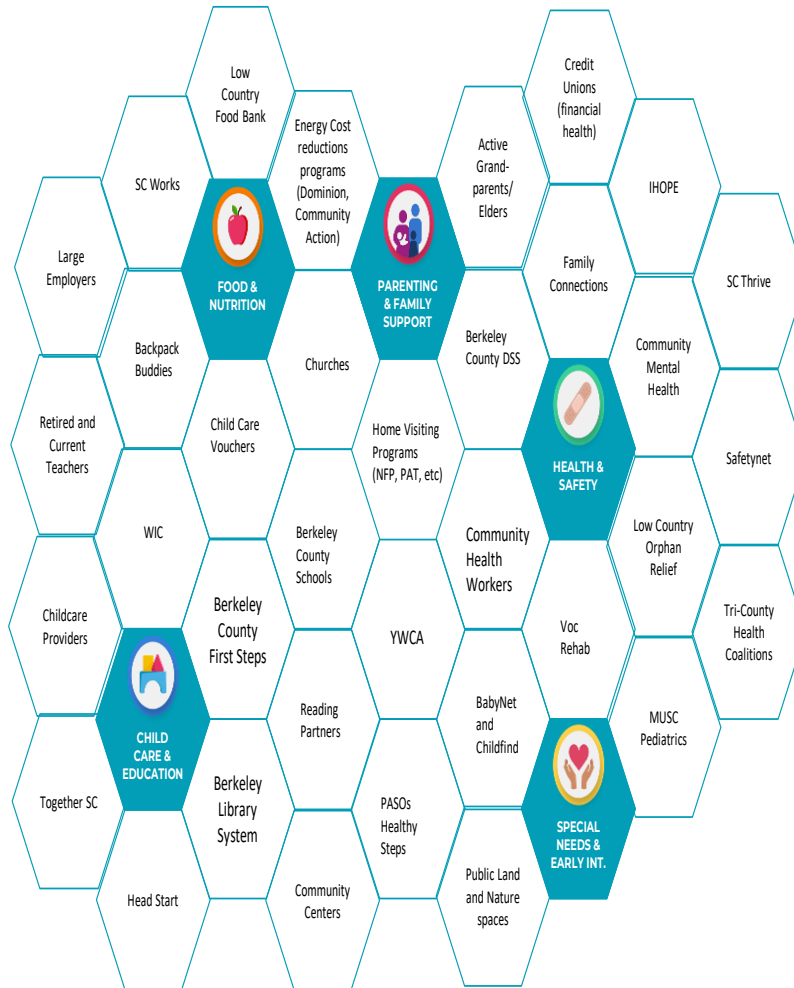 Low
Country
Food Bank
Credit
Unions
(financial
health)
Energy Cost
reductions
programs
(Dominion,
Community
Action)
Active
Grand-
parents/
Elders
SC Works
IHOPE
Large
Employers
FOOD &
NUTRITION
PARENTING
& FAMILY
SUPPORT
Family
Connections
SC Thrive
Backpack
Buddies
Churches
Berkeley
County DSS
Community
Mental
Health
Retired and
Current
Teachers
Child Care
Vouchers
Home Visiting
Programs
(NFP, PAT, etc)
HEALTH &
SAFETY
Safetynet
WIC
Berkeley
County
Schools
Community
Health
Workers
Low Country
Orphan
Relief
Childcare
Providers
Berkeley
County
First Steps
YWCA
Voc
Rehab
Tri-County
Health
Coalitions
CHILD
CARE &
EDUCATION
Reading
Partners
BabyNet
and
Childfind
MUSC
Pediatrics
Together SC
Berkeley
Library
System
PASOs
Healthy
Steps
SPECIAL
NEEDS &
EARLY INT.
Head Start
Community
Centers
Public Land
and Nature
spaces